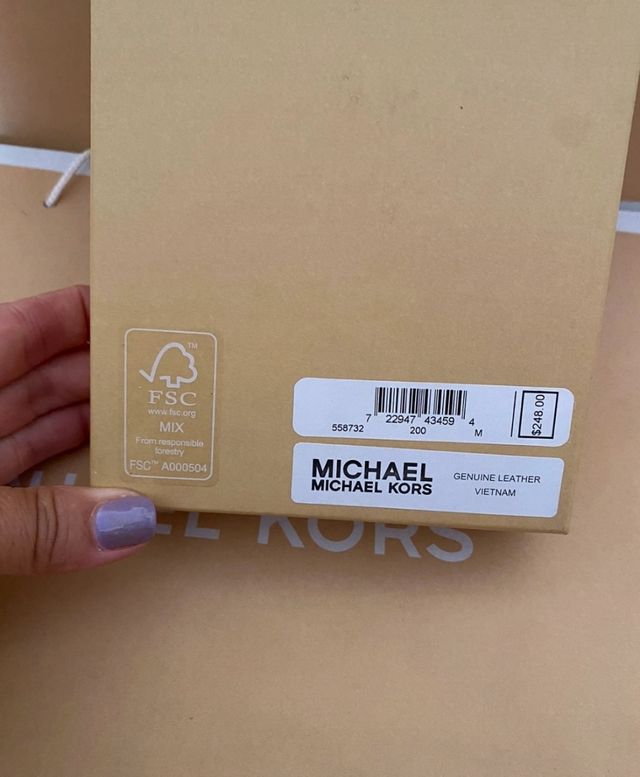 TM
FSC
www.fsc.org
MIX
From responsible
forestry
FSC™ A000504
7 22947 43459 4
558732 200 M
$248.00
MICHAEL
MICHAEL KORS
GENUINE LEATHER
VIETNAM
KORS